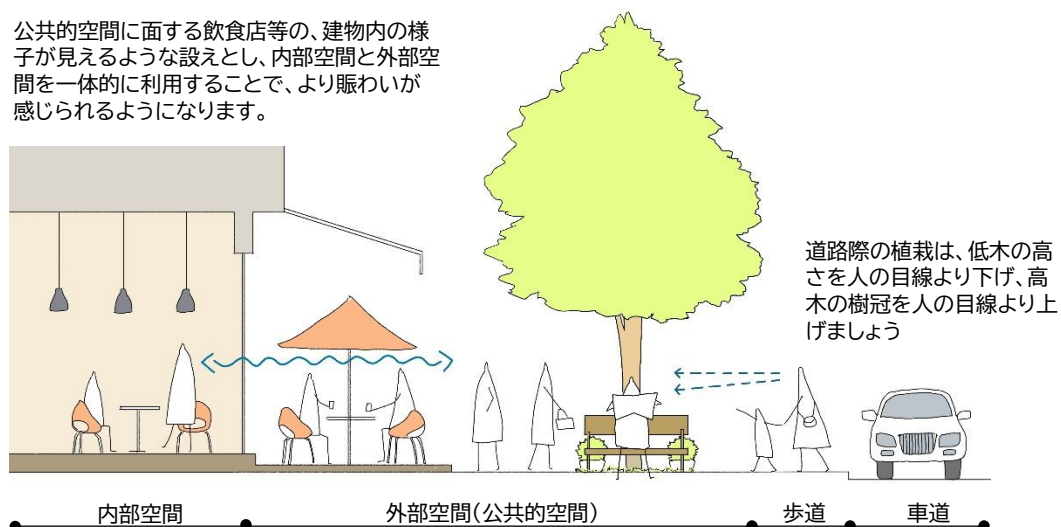 公共的空間に面する飲食店等の、建物内の様
子が見えるような設えとし、内部空間と外部空
間を一体的に利用することで、より賑わいが
感じられるようになります。
道路際の植栽は、低木の高
さを人の目線より下げ、高
木の樹冠を人の目線より上
げましょう
内部空間
外部空間(公共的空間)
歩道
車道